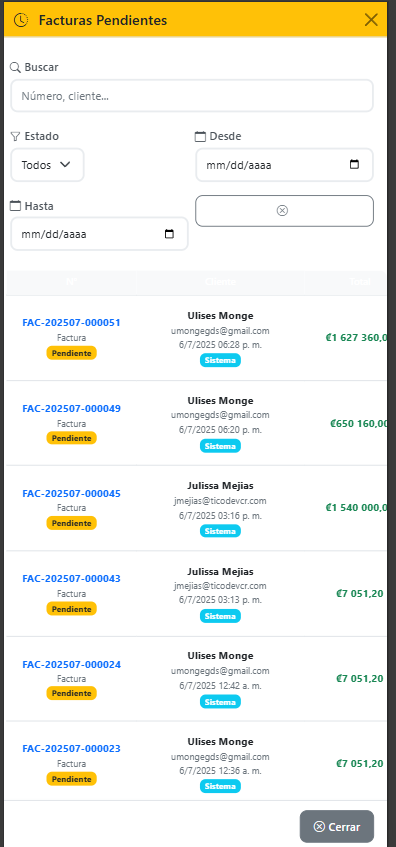 Facturas Pendientes
Buscar
Número, cliente...
Estado
Desde
Todos
mm/dd/aaaa
Hasta
mm/dd/aaaa
FAC-202507-000051
Factura
Pendiente
Ulises Monge
umongegds@gmail.com
6/7/2025 06:28 p. m.
Sistema
₡1 627 360,0
FAC-202507-000049
Factura
Pendiente
Ulises Monge
umongegds@gmail.com
6/7/2025 06:20 p. m.
Sistema
₡650 160,00
FAC-202507-000045
Factura
Pendiente
Julissa Mejias
jmejias@ticodevcr.com
6/7/2025 03:16 p. m.
Sistema
₡1 540 000,0
FAC-202507-000043
Factura
Pendiente
Julissa Mejias
jmejias@ticodevcr.com
6/7/2025 03:13 p. m.
Sistema
₡7 051,20
FAC-202507-000024
Factura
Pendiente
Ulises Monge
umongegds@gmail.com
6/7/2025 12:42 a. m.
Sistema
₡7 051,20
FAC-202507-000023
Factura
Pendiente
Ulises Monge
umongegds@gmail.com
6/7/2025 12:36 a. m.
Sistema
₡7 051,20
Cerrar